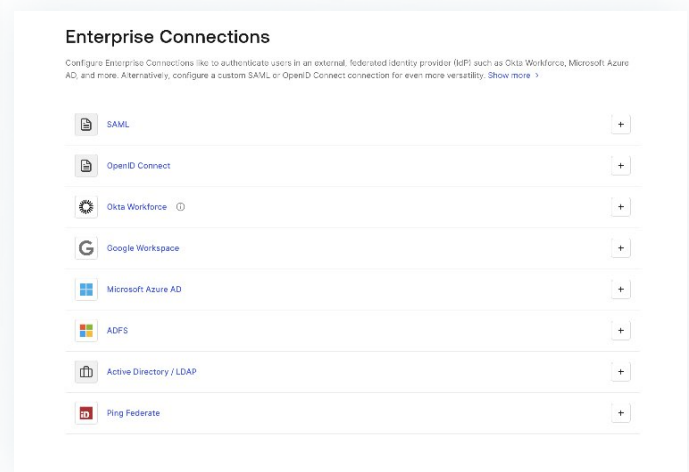 Enterprise Connections
Configure Enterprise Connections like to authenticate users in an external, federated identity provider (IdP) such as Okta Workforce, Microsoft Azure
AD, and more. Alternatively, configure a custom SAML or OpenID Connect connection for even more versatility. Show more >
SAML
+
OpenID Connect
+
Okta Workforce
+
Google Workspace
+
Microsoft Azure AD
+
ADFS
+
Active Directory / LDAP
+
Ping Federate
+